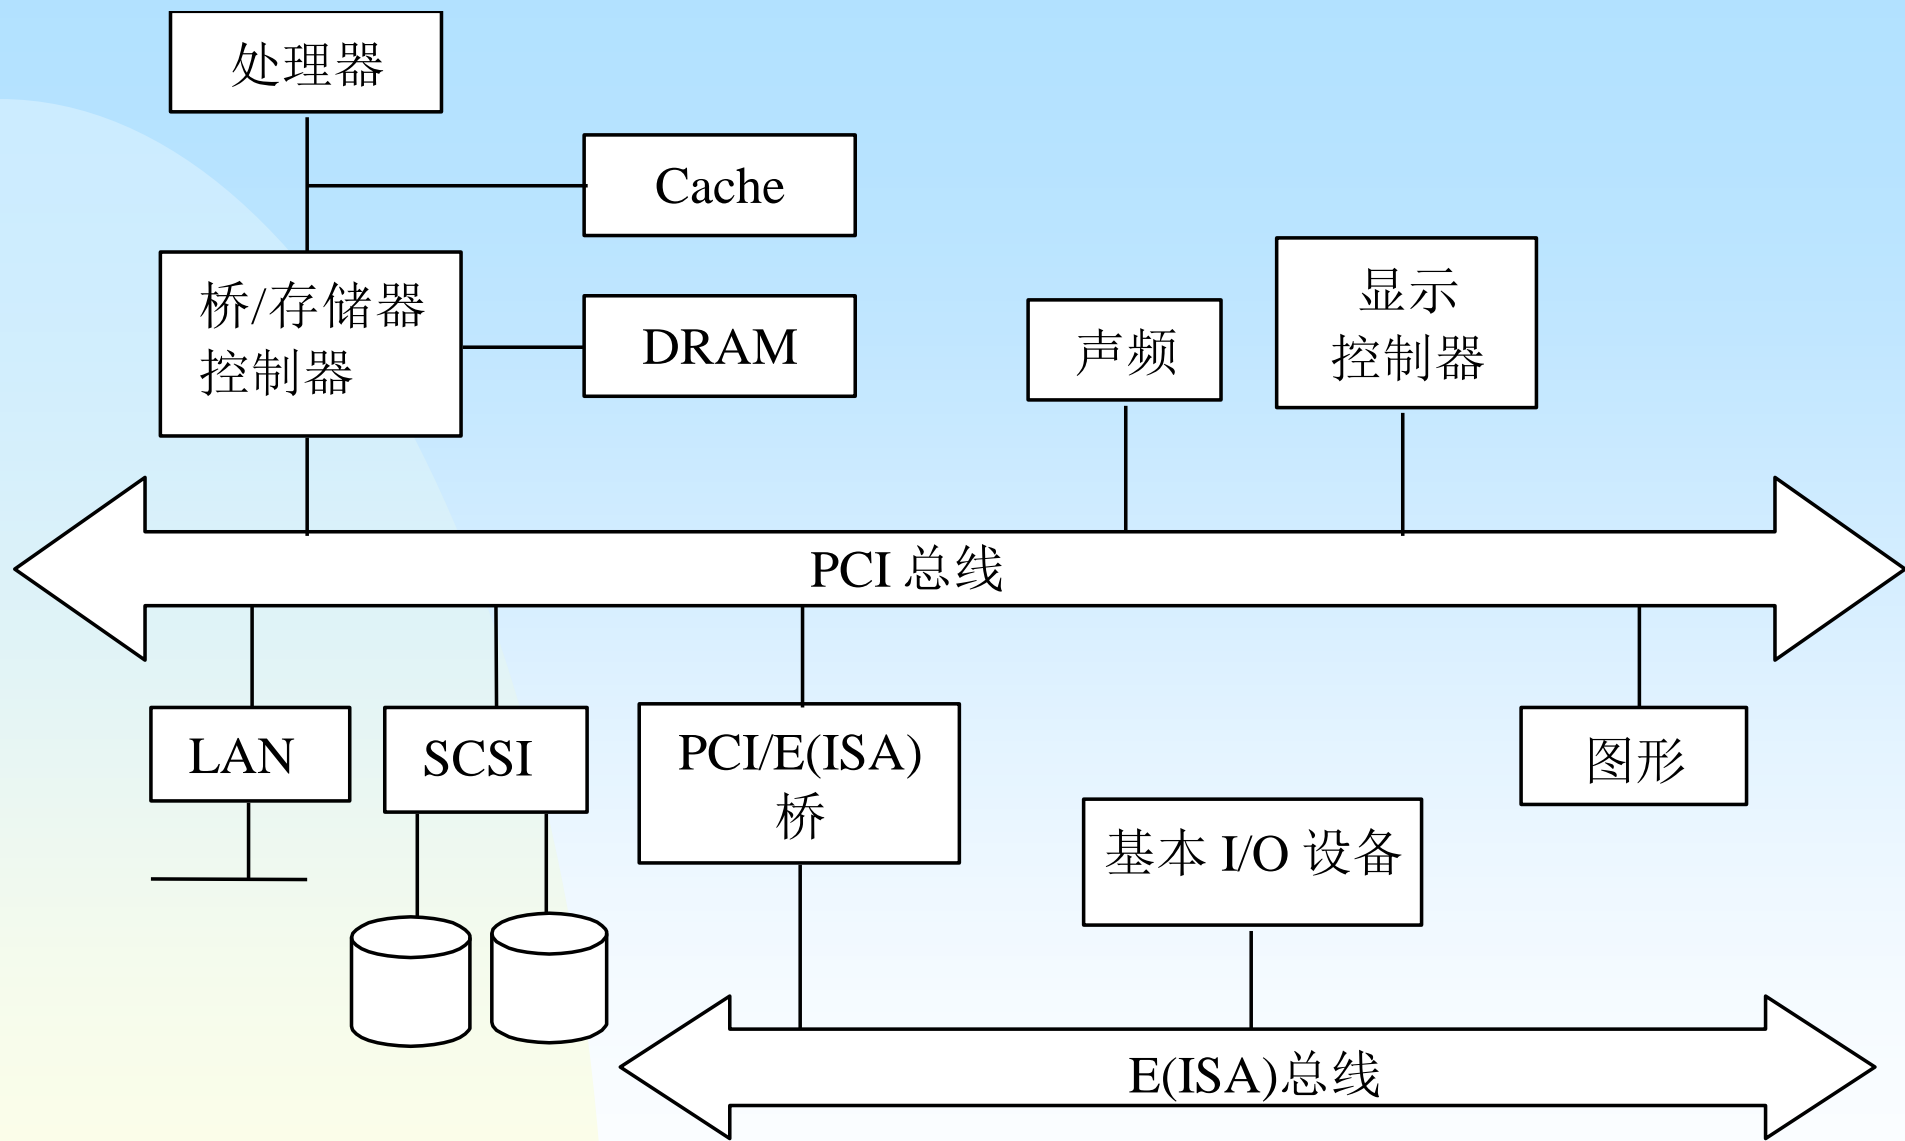 处理器
Cache
桥/存储器
控制器
DRAM
声频
显示
控制器
PCI 总线
LAN
SCSI
PCI/E(ISA)
桥
图形
基本 I/O 设备
E(ISA)总线